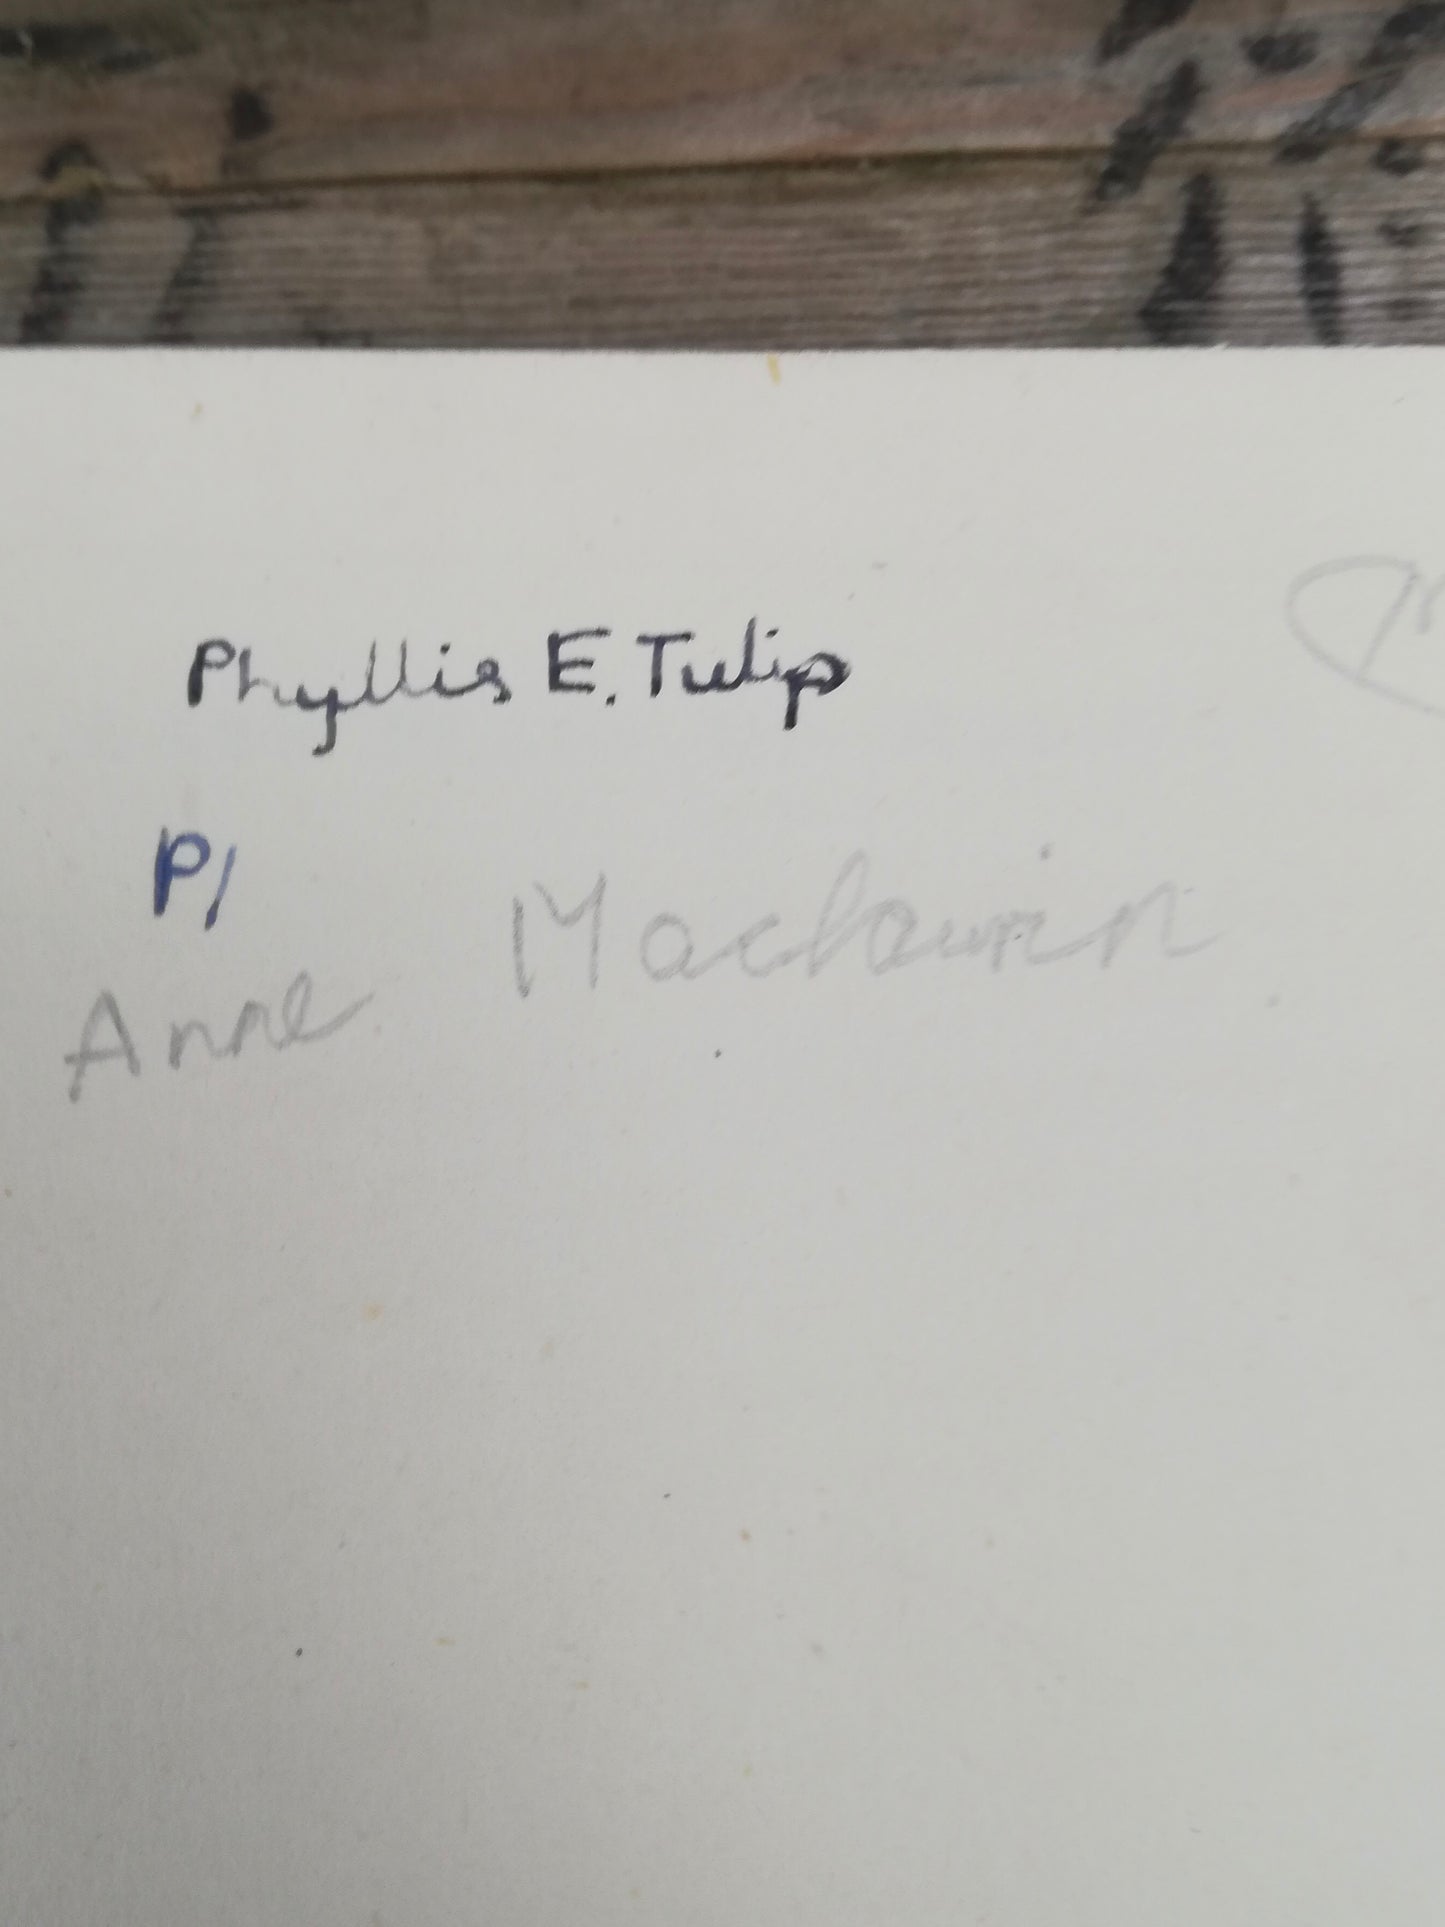 Phyllis E. Tulip
P/
Anne Maclaurin